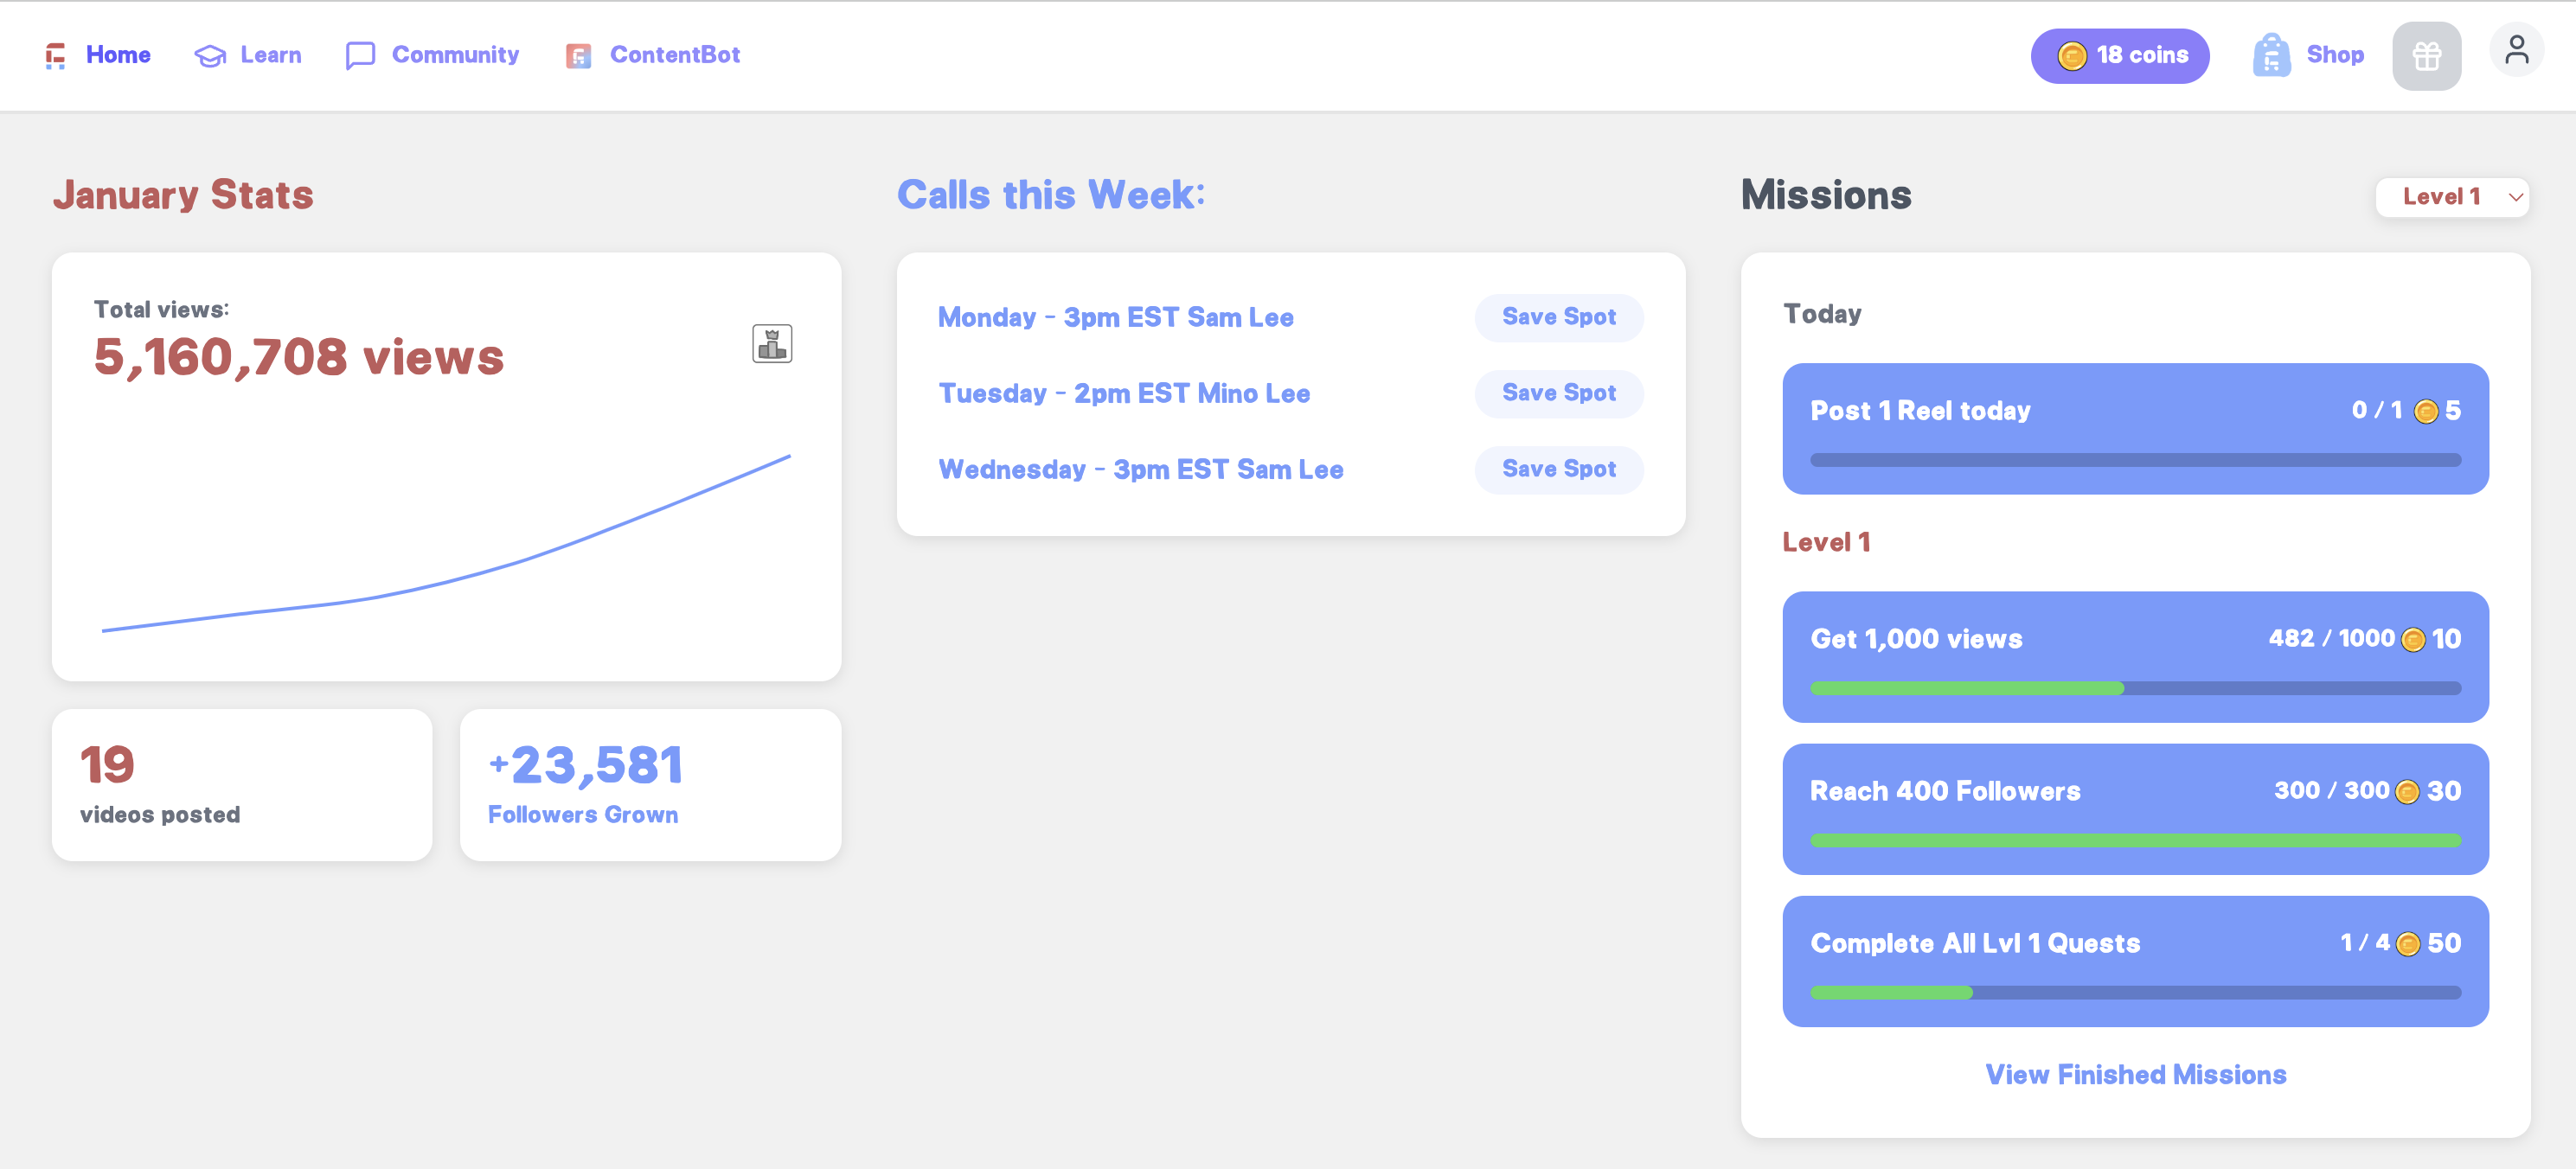 Home
Learn
Community
ContentBot
18 coins
Shop
January Stats
Total views:
5,160,708 views
19
videos posted
+23,581
Followers Grown
Calls this Week:
Monday - 3pm EST Sam Lee
Save Spot
Tuesday - 2pm EST Mino Lee
Save Spot
Wednesday - 3pm EST Sam Lee
Save Spot
Missions
Level 1
Today
Post 1 Reel today 0 / 1 5
Level 1
Get 1,000 views 482 / 1000 10
Reach 400 Followers 300 / 300 30
Complete All Lvl 1 Quests 1 / 4 50
View Finished Missions